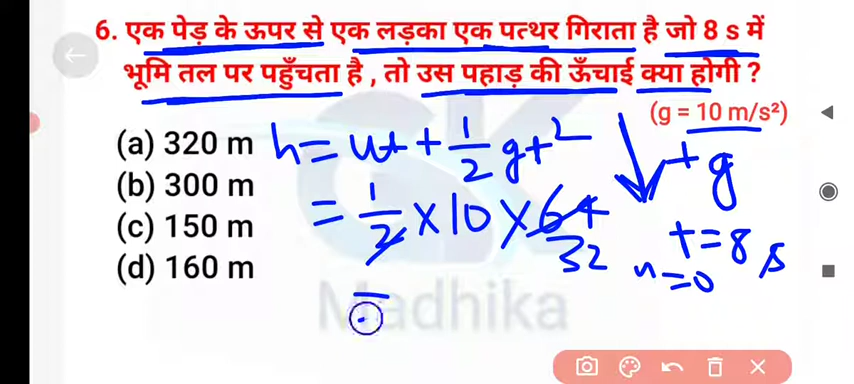 6. एक पेड़ के ऊपर से एक लड़का एक पत्थर गिराता है जो 8 s में
भूमि तल पर पहुँचता है , तो उस पहाड़ की ऊँचाई क्या होगी ?
(g = 10 m/s²)
(a) 320 m
(b) 300 m
(c) 150 m
(d) 160 m
h = ut + 1/2 gt²
= 1/2 × 10 × 64
32
=
+ g
t = 8 s
u = 0
Madhika